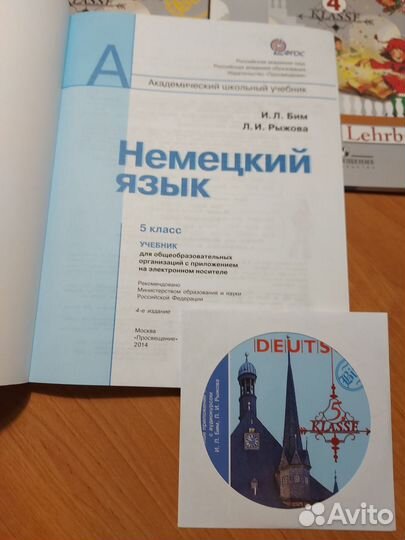 4
KLASSE
Lehrb
ФГОС
Российская академия наук
Российская академия образования
Издательство «Просвещение»
А
Академический школьный учебник
И. Л. Бим
Л. И. Рыжова
Немецкий
язык
5 класс
УЧЕБНИК
для общеобразовательных
организаций с приложением
на электронном носителе
Рекомендовано
Министерством образования и науки
Российской Федерации
4-е издание
Москва
«Просвещение»
2014
DEUTS
5
KLASSE
приложение
с аудиокурсом
И. Л. Бим, Л. И. Рыжова
Avito